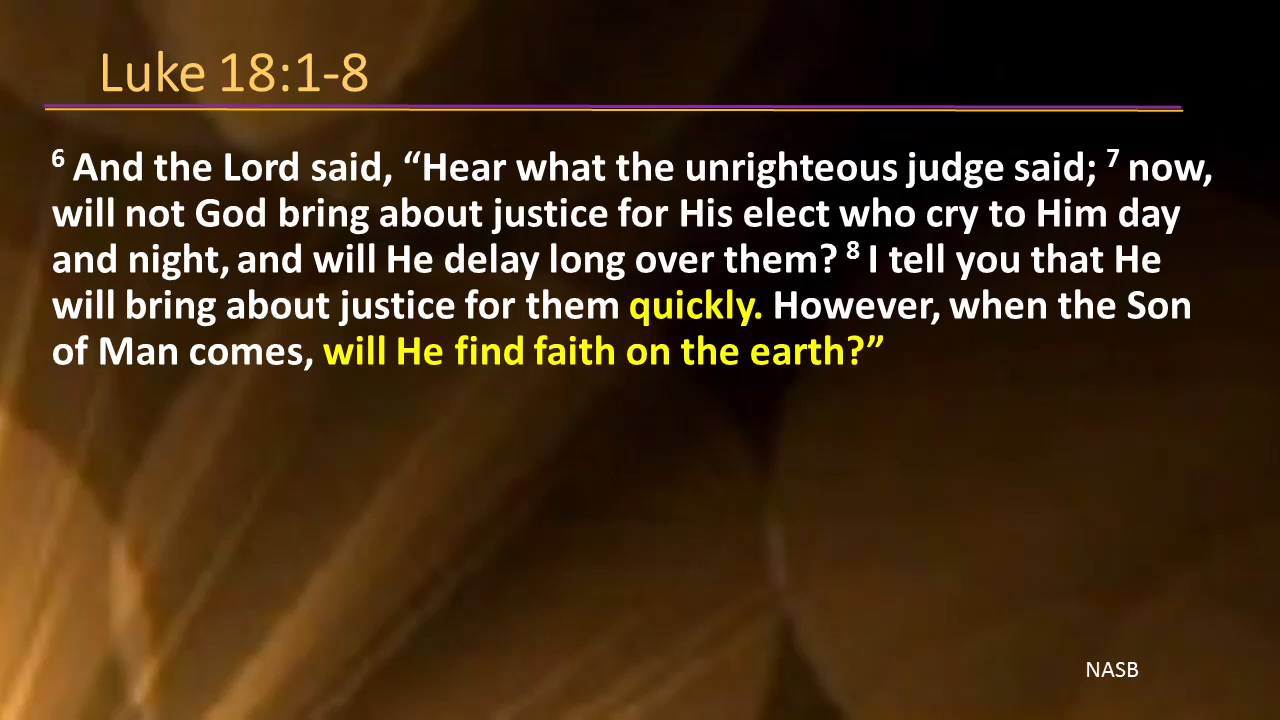 Luke 18:1-8
6 And the Lord said, “Hear what the unrighteous judge said; 7 now,
will not God bring about justice for His elect who cry to Him day
and night, and will He delay long over them? 8 I tell you that He
will bring about justice for them quickly. However, when the Son
of Man comes, will He find faith on the earth?”
NASB